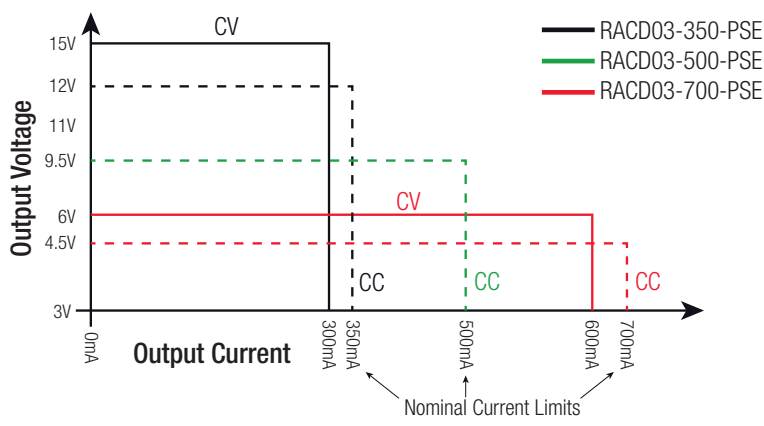 CV
RACD03-350-PSE
RACD03-500-PSE
RACD03-700-PSE
Output Voltage
15V
12V
11V
9.5V
6V
4.5V
3V
CV
CC
CC
CC
0mA
300mA
350mA
500mA
600mA
700mA
Output Current
Nominal Current Limits